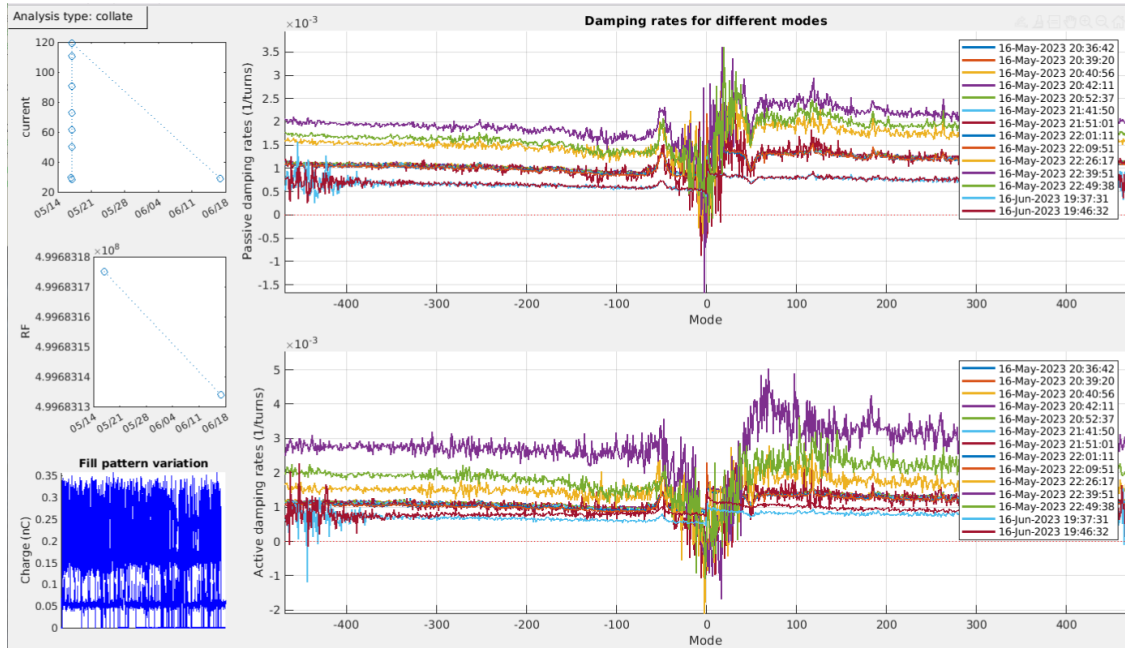 Analysis type: collate
120
100
80
60
40
20
current
05/14
05/21
05/28
06/04
06/11
06/18
×10^8
4.9968318
4.9968317
4.9968316
4.9968315
4.9968314
4.9968313
RF
05/14
05/21
05/28
06/04
06/11
06/18
Fill pattern variation
0.35
0.3
0.25
0.2
0.15
0.1
0.05
0
Charge (nC)
Damping rates for different modes
×10^-3
3.5
3
2.5
2
1.5
1
0.5
0
-0.5
-1
-1.5
Passive damping rates (1/turns)
-400
-300
-200
-100
0
100
200
300
400
Mode
16-May-2023 20:36:42
16-May-2023 20:39:20
16-May-2023 20:40:56
16-May-2023 20:42:11
16-May-2023 20:52:37
16-May-2023 21:41:50
16-May-2023 21:51:01
16-May-2023 22:01:11
16-May-2023 22:09:51
16-May-2023 22:26:17
16-May-2023 22:39:51
16-May-2023 22:49:38
16-Jun-2023 19:37:31
16-Jun-2023 19:46:32
×10^-3
5
4
3
2
1
0
-1
-2
Active damping rates (1/turns)
-400
-300
-200
-100
0
100
200
300
400
Mode
16-May-2023 20:36:42
16-May-2023 20:39:20
16-May-2023 20:40:56
16-May-2023 20:42:11
16-May-2023 20:52:37
16-May-2023 21:41:50
16-May-2023 21:51:01
16-May-2023 22:01:11
16-May-2023 22:09:51
16-May-2023 22:26:17
16-May-2023 22:39:51
16-May-2023 22:49:38
16-Jun-2023 19:37:31
16-Jun-2023 19:46:32